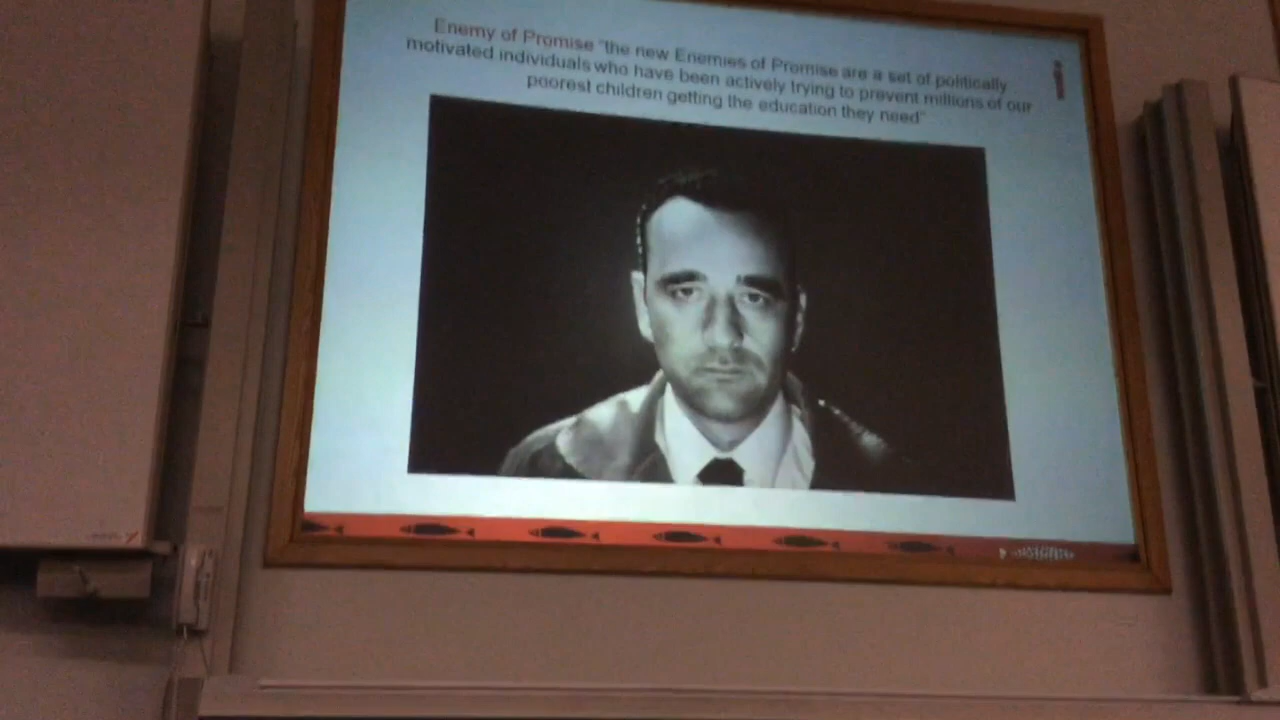 Enemy of Promise "the new Enemies of Promise are a set of politically
motivated individuals who have been actively trying to prevent millions of our
poorest children getting the education they need"
i